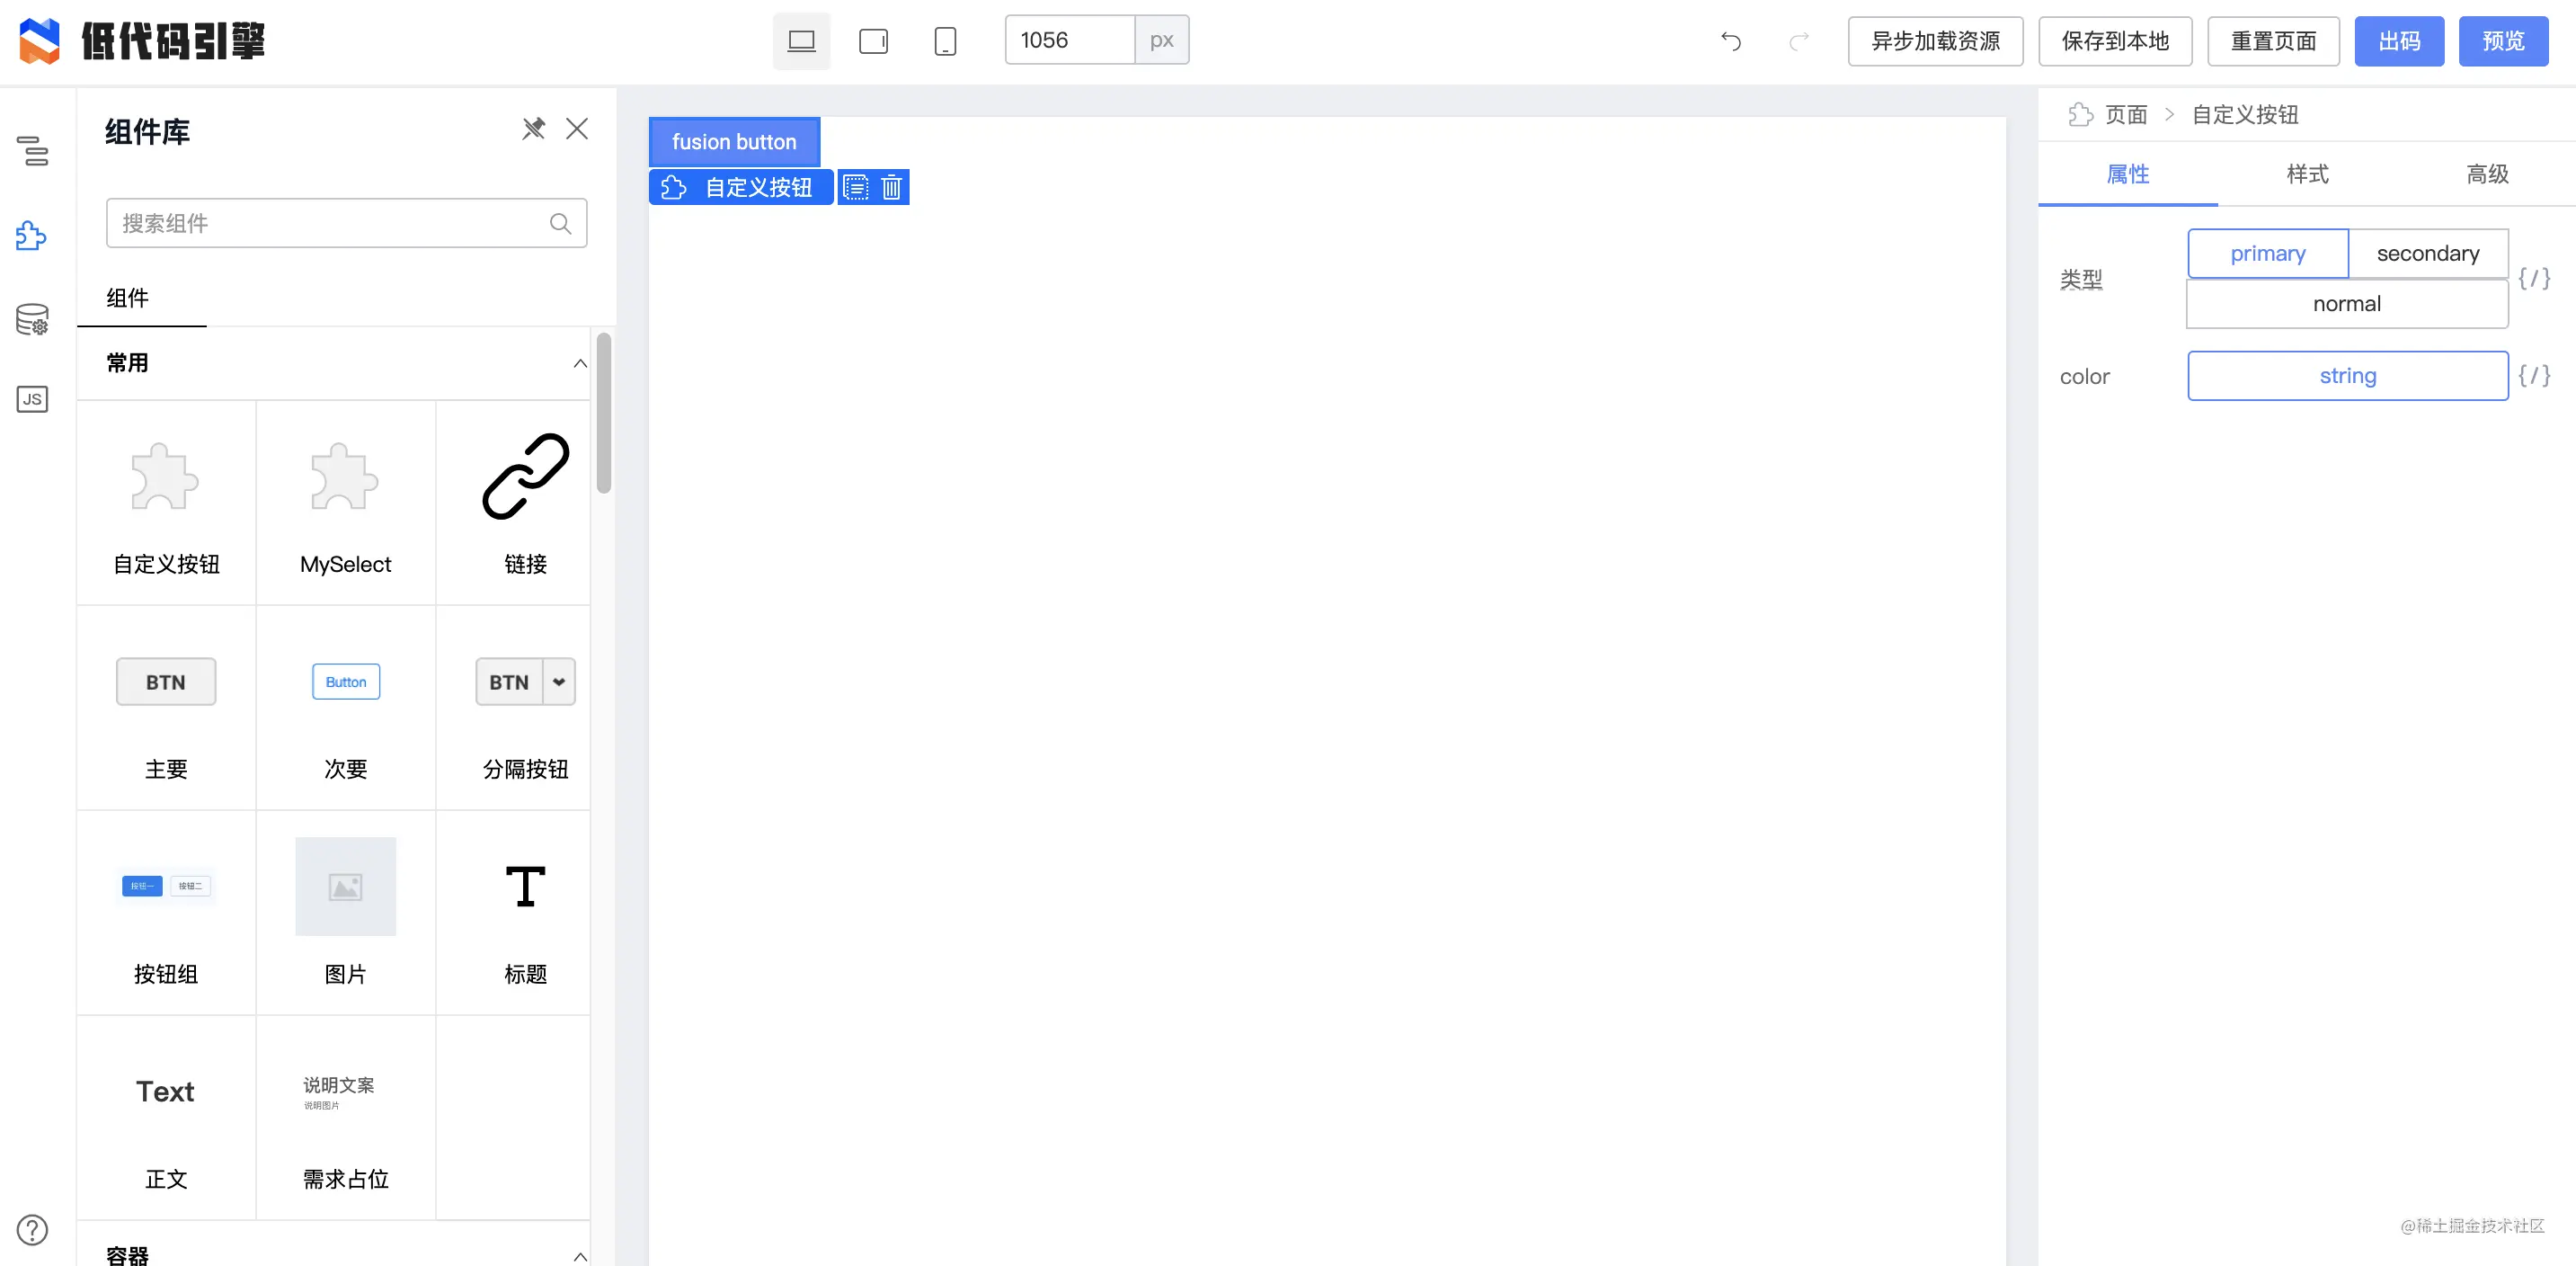 低代码引擎
1056 px
异步加载资源 保存到本地 重置页面 出码 预览
组件库
搜索组件
组件
常用
自定义按钮 MySelect 链接
BTN Button BTN
主要 次要 分隔按钮
按钮一 按钮二 T
按钮组 图片 标题
Text 说明文案
说明图片
正文 需求占位
容器
JS
fusion button
自定义按钮
页面 > 自定义按钮
属性 样式 高级
类型 primary secondary {/}
normal
color string {/}
@稀土掘金技术社区